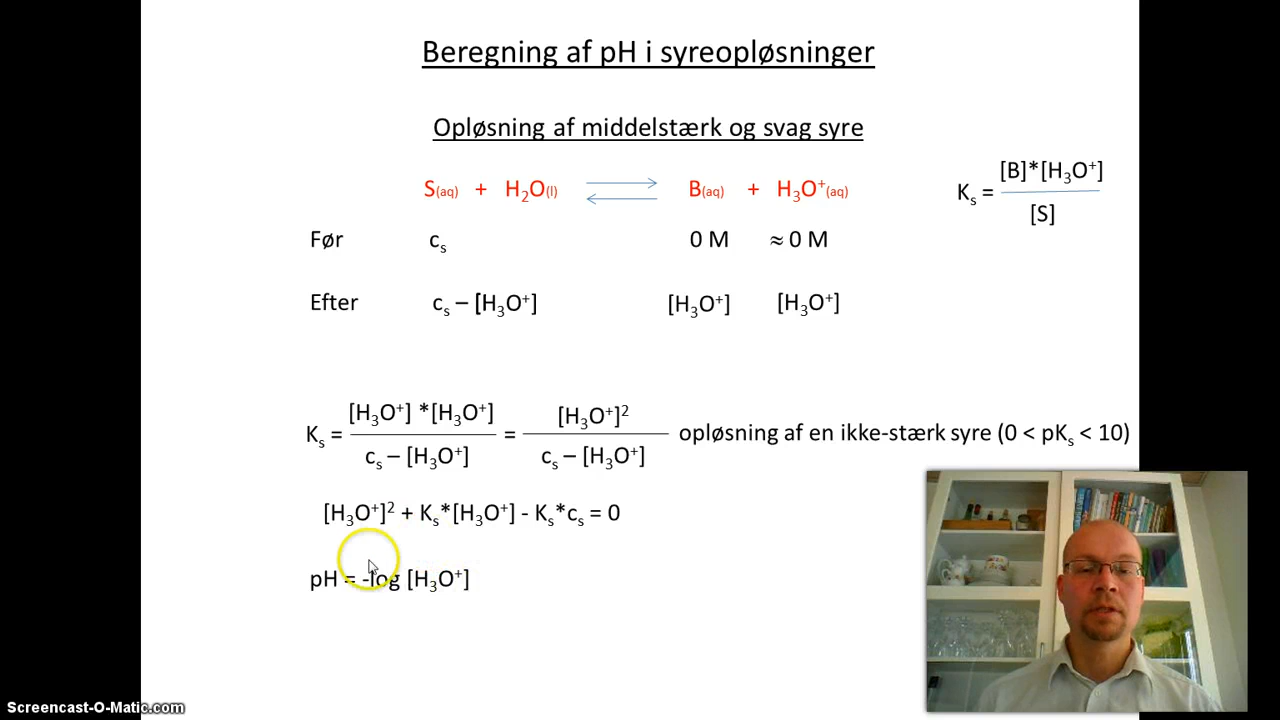 Beregning af pH i syreopløsninger
Opløsning af middelstærk og svag syre
S(aq) + H₂O(l) ⇌ B(aq) + H₃O⁺(aq)
Kₛ = [B]*[H₃O⁺] / [S]
Før cₛ 0 M ≈ 0 M
Efter cₛ – [H₃O⁺] [H₃O⁺] [H₃O⁺]
Kₛ = [H₃O⁺] *[H₃O⁺] / cₛ – [H₃O⁺] = [H₃O⁺]² / cₛ – [H₃O⁺] opløsning af en ikke-stærk syre (0 < pKₛ < 10)
[H₃O⁺]² + Kₛ*[H₃O⁺] - Kₛ*cₛ = 0
pH = -log [H₃O⁺]
Screencast-O-Matic.com